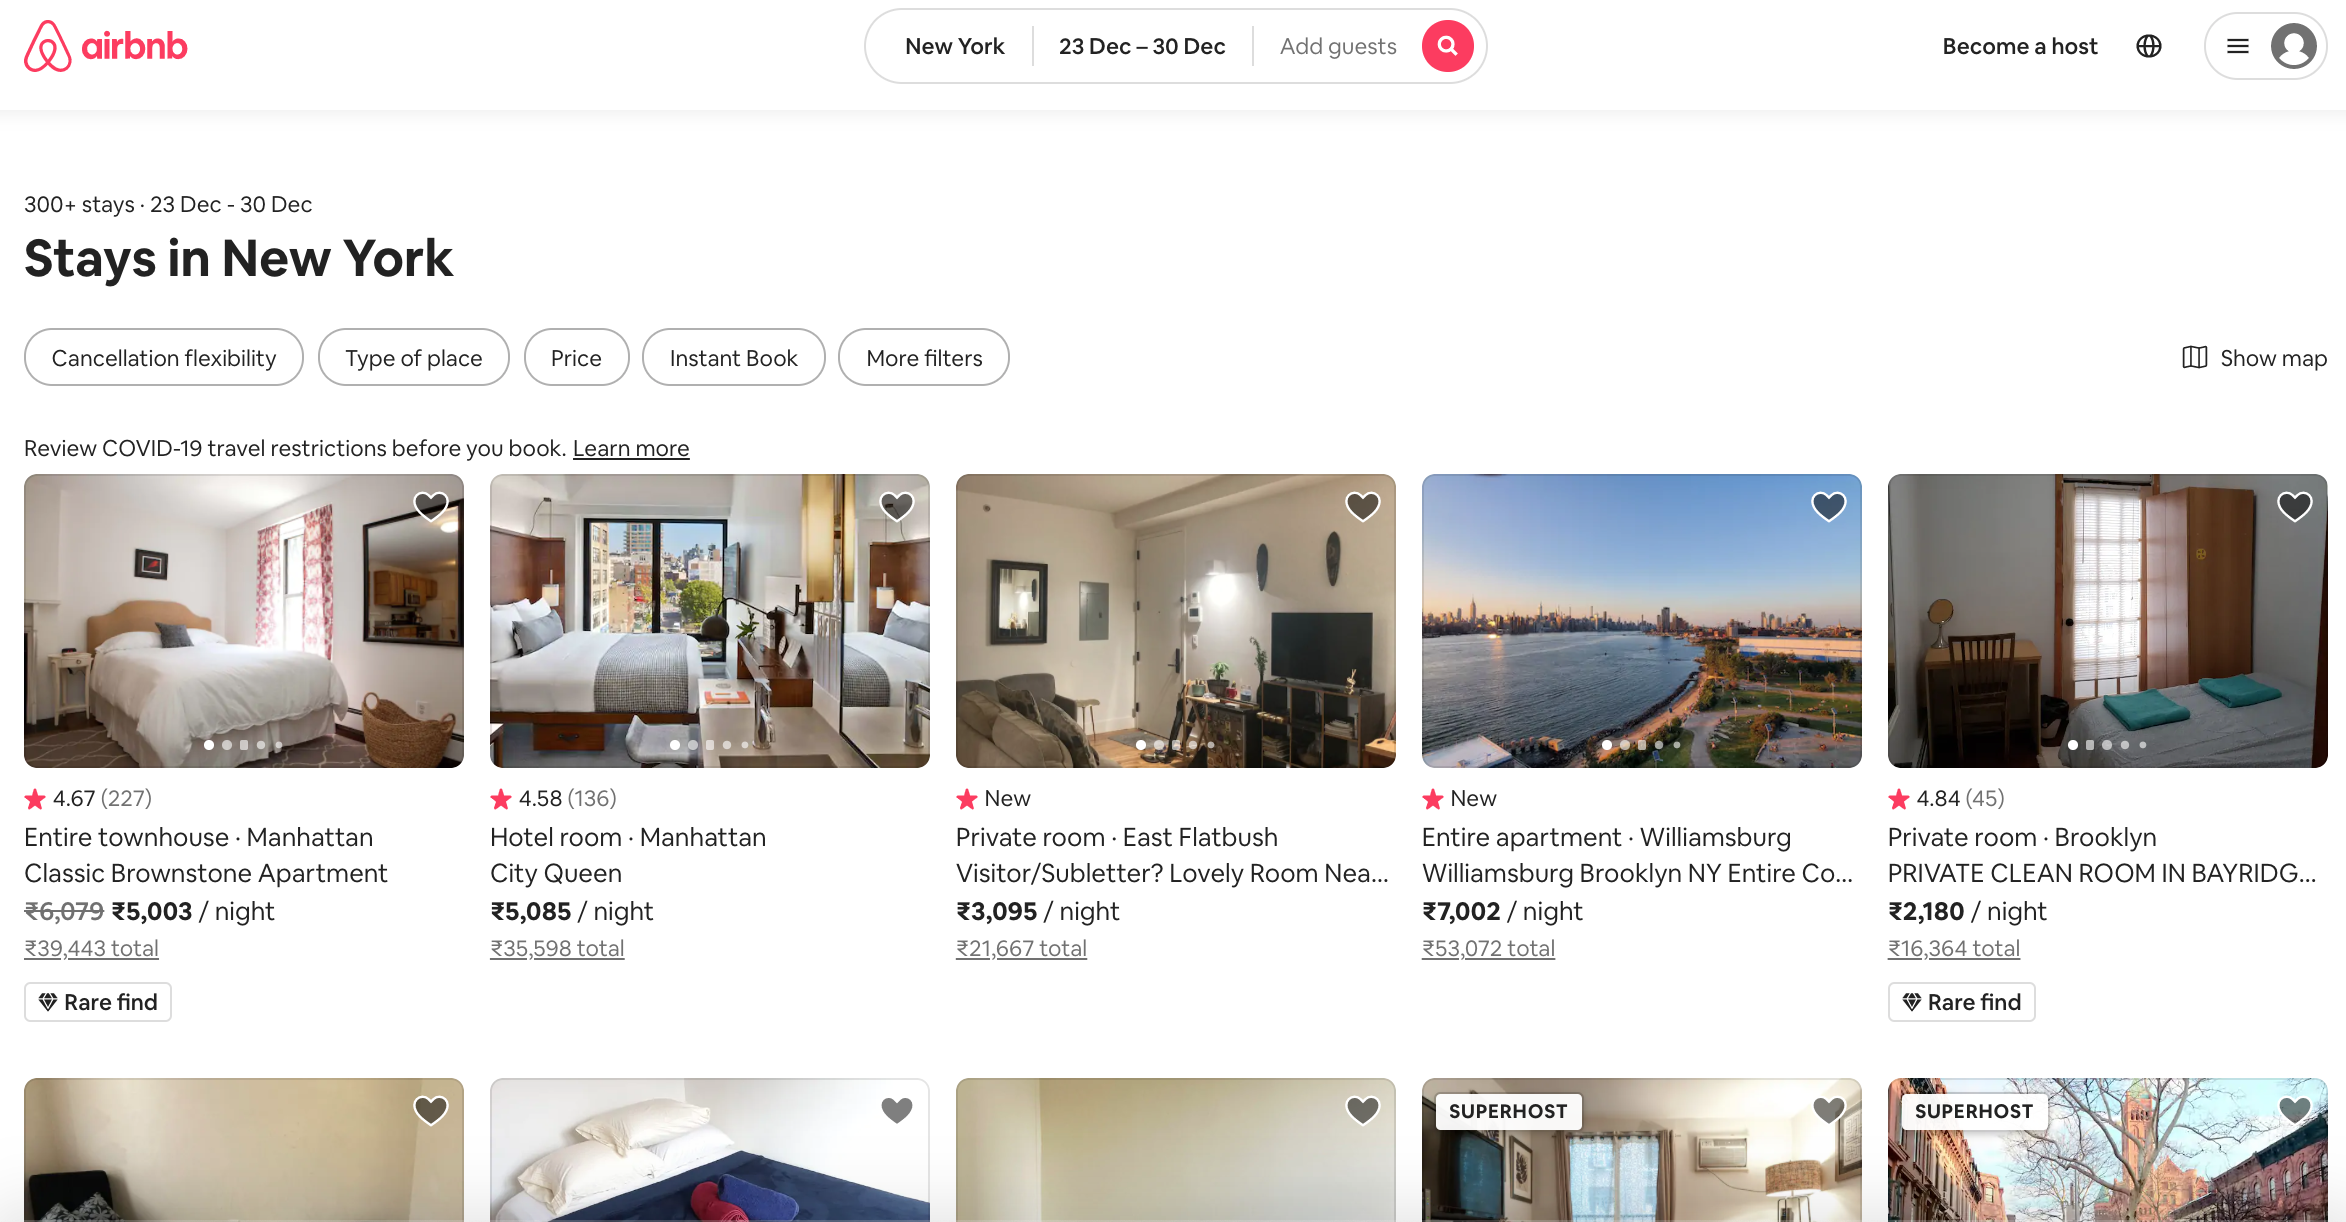 airbnb
New York
23 Dec – 30 Dec
Add guests
Become a host
300+ stays · 23 Dec - 30 Dec
Stays in New York
Cancellation flexibility
Type of place
Price
Instant Book
More filters
Show map
Review COVID-19 travel restrictions before you book. Learn more
4.67 (227)
Entire townhouse · Manhattan
Classic Brownstone Apartment
₹6,079 ₹5,003 / night
₹39,443 total
Rare find
4.58 (136)
Hotel room · Manhattan
City Queen
₹5,085 / night
₹35,598 total
New
Private room · East Flatbush
Visitor/Subletter? Lovely Room Nea...
₹3,095 / night
₹21,667 total
New
Entire apartment · Williamsburg
Williamsburg Brooklyn NY Entire Co...
₹7,002 / night
₹53,072 total
4.84 (45)
Private room · Brooklyn
PRIVATE CLEAN ROOM IN BAYRIDG...
₹2,180 / night
₹16,364 total
Rare find
SUPERHOST
SUPERHOST